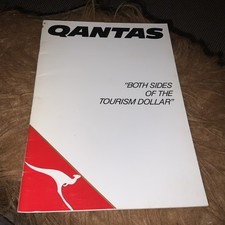 QANTAS
"BOTH SIDES
OF THE
TOURISM DOLLAR"